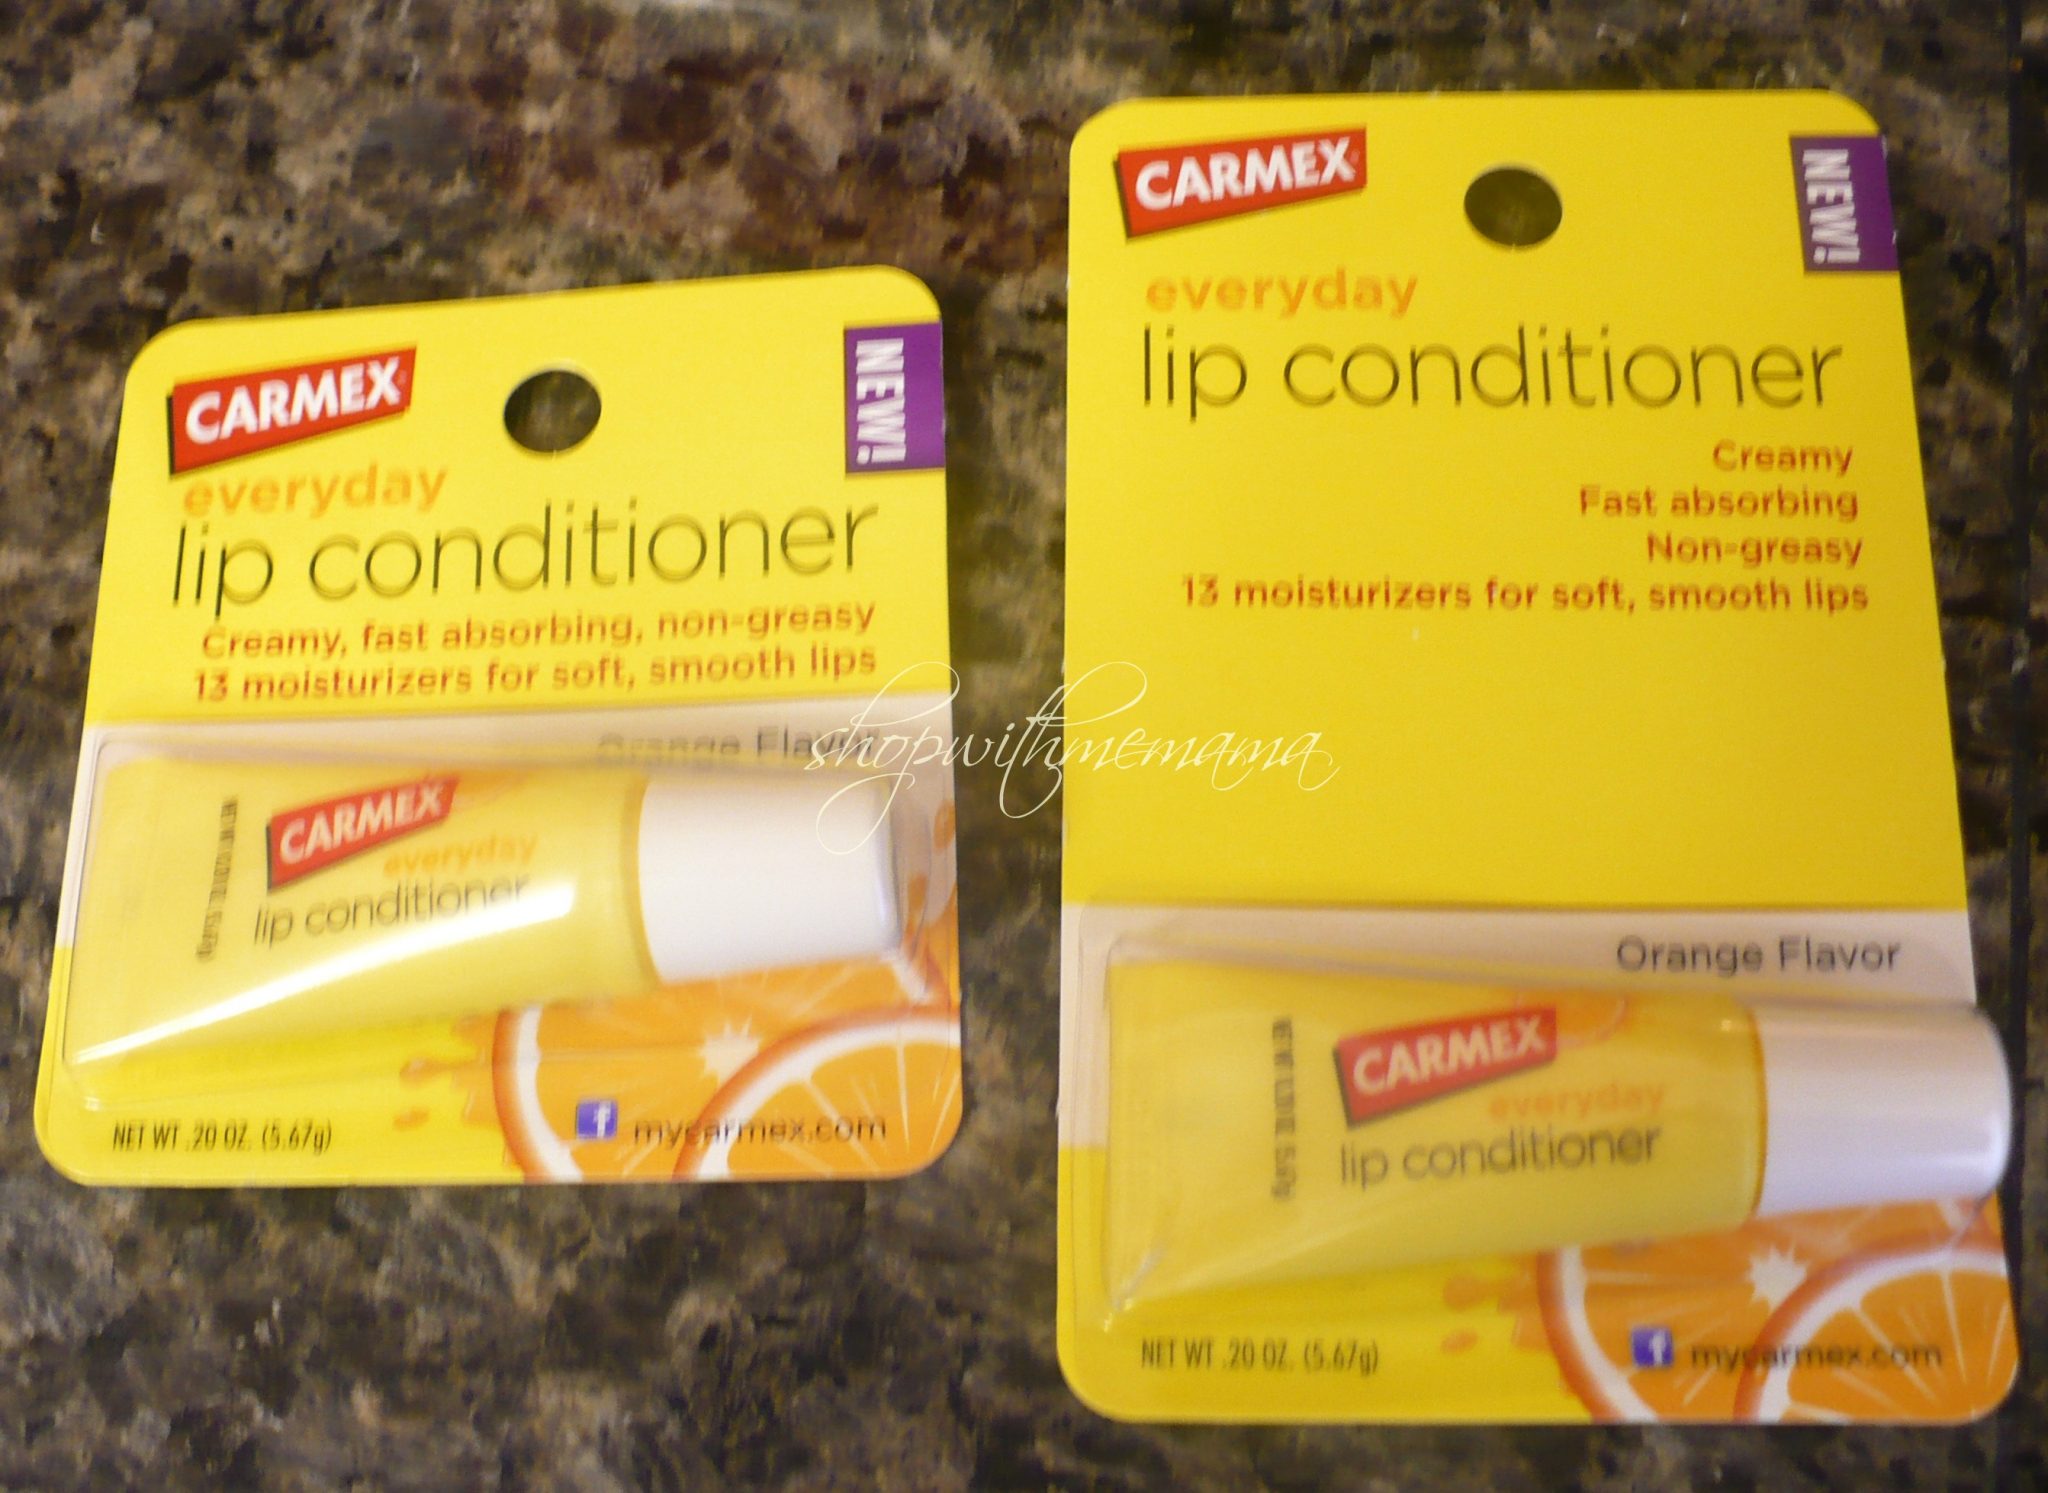 CARMEX
NEW!
everyday
lip conditioner
Creamy, fast absorbing, non-greasy
13 moisturizers for soft, smooth lips
Orange Flavor
CARMEX
everyday
lip conditioner
NET WT .20 OZ. (5.67g)
f mycarmex.com
CARMEX
NEW!
everyday
lip conditioner
Creamy
Fast absorbing
Non-greasy
13 moisturizers for soft, smooth lips
Orange Flavor
CARMEX
everyday
lip conditioner
NET WT .20 OZ. (5.67g)
f mycarmex.com
shopwithmemama